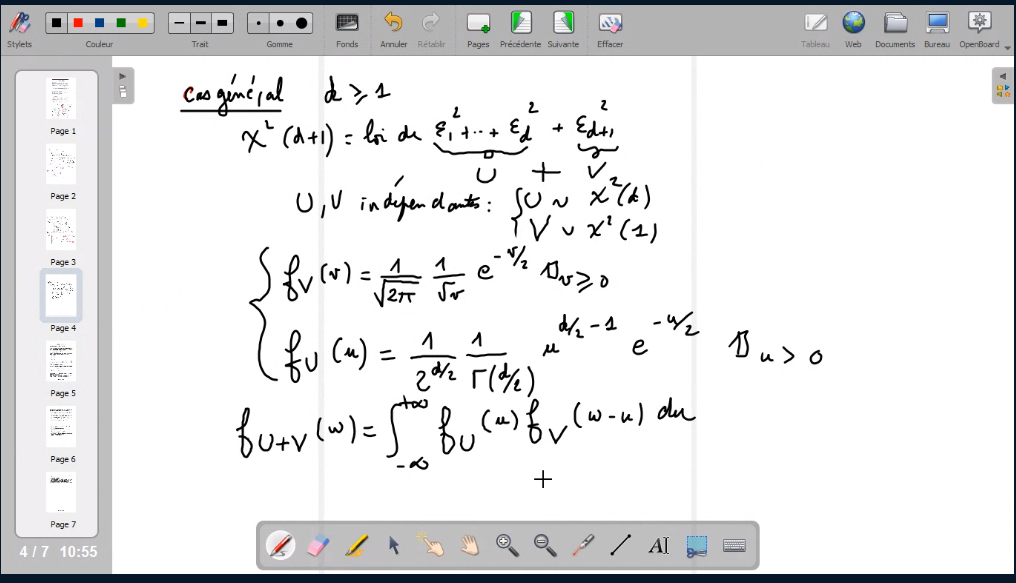 Stylets Couleur Trait Gomme Fonds Annuler Rétablir Pages Précédente Suivante Effacer Tableau Web Documents Bureau OpenBoard
Page 1
Page 2
Page 3
Page 4
Page 5
Page 6
Page 7
4 / 7 10:55
Cas général d ⩾ 1
χ² (d+1) = loi de ε₁² + ... + ε_d² + ε_{d+1}²
U + V
U, V indépendantes : { U ∼ χ²(d)
V ∼ χ²(1)
{ f_V (v) = 1/√(2π) 1/√v e^{-v/2} 𝟙_{v ⩾ 0}
f_U (u) = 1/2^{d/2} 1/Γ(d/2) u^{d/2 - 1} e^{-u/2} 𝟙_{u > 0}
f_{U+V} (w) = ∫_{-∞}^{+∞} f_U (u) f_V (w-u) du
AI